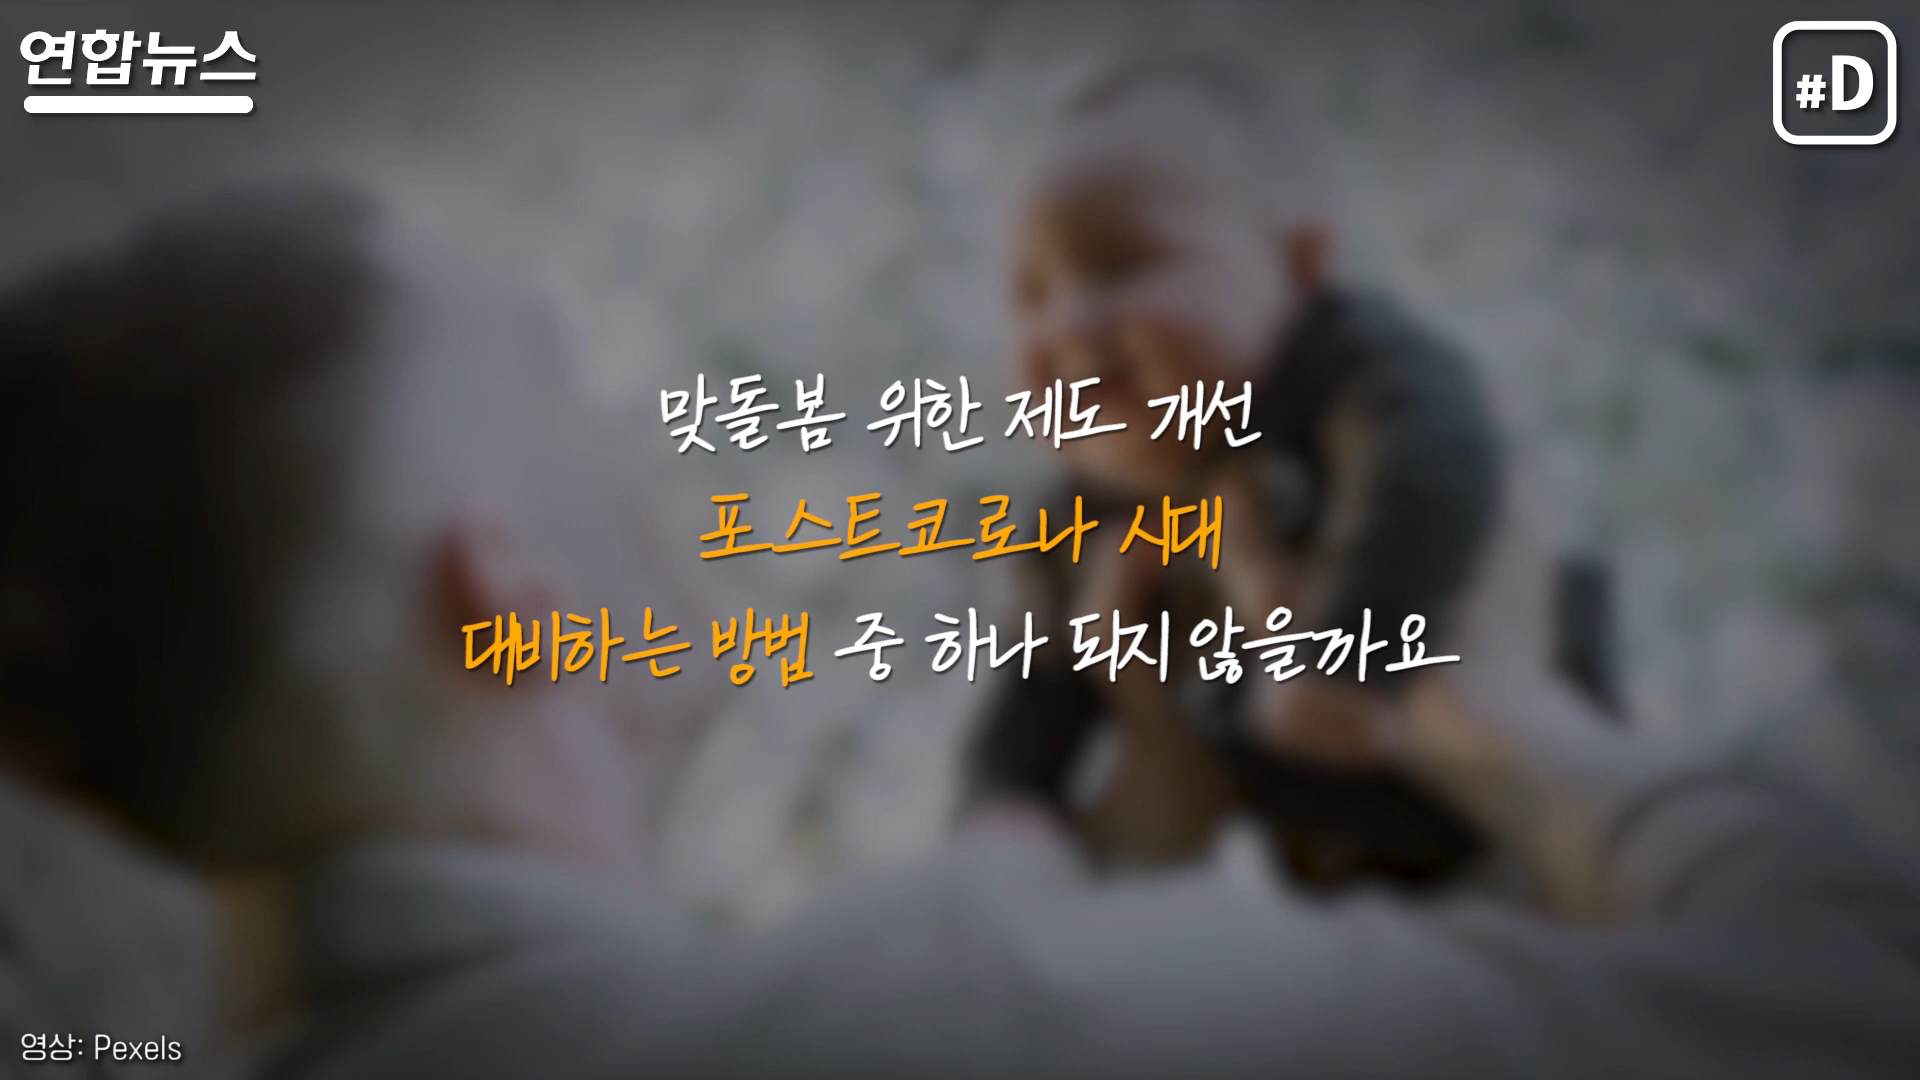 연합뉴스
#D
맞돌봄 위한 제도 개선
포스트코로나 시대
대비하는 방법 중 하나 되지 않을까요
영상: Pexels